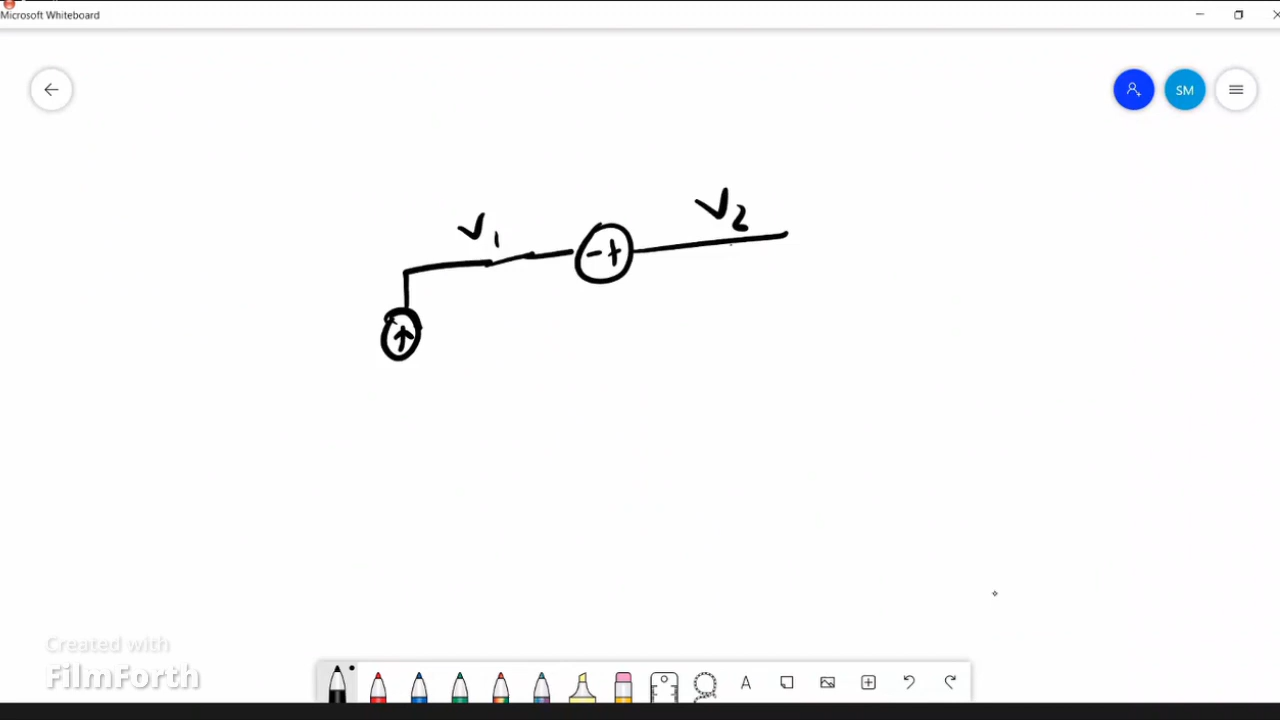 Microsoft Whiteboard
SM
V1
V2
- +
Created with
FilmForth
A